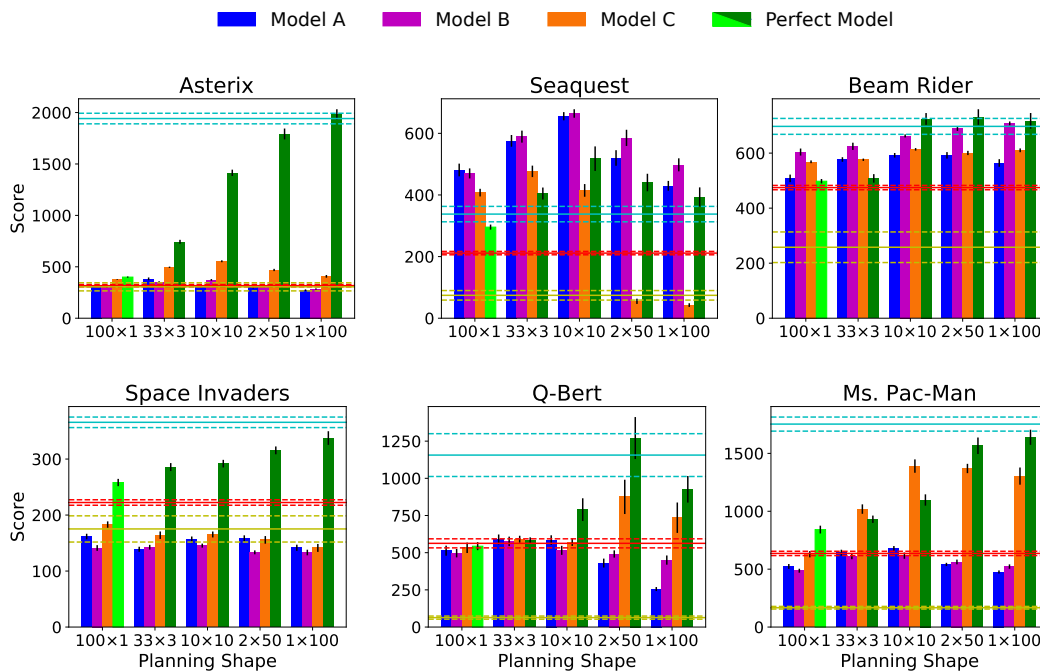 Model A Model B Model C Perfect Model
Asterix Seaquest Beam Rider
Score
2000
1500
1000
500
0
100×1 33×3 10×10 2×50 1×100
600
400
200
0
100×1 33×3 10×10 2×50 1×100
600
400
200
0
100×1 33×3 10×10 2×50 1×100
Space Invaders Q-Bert Ms. Pac-Man
Score
300
200
100
0
100×1 33×3 10×10 2×50 1×100
Planning Shape
1250
1000
750
500
250
0
100×1 33×3 10×10 2×50 1×100
Planning Shape
1500
1000
500
0
100×1 33×3 10×10 2×50 1×100
Planning Shape